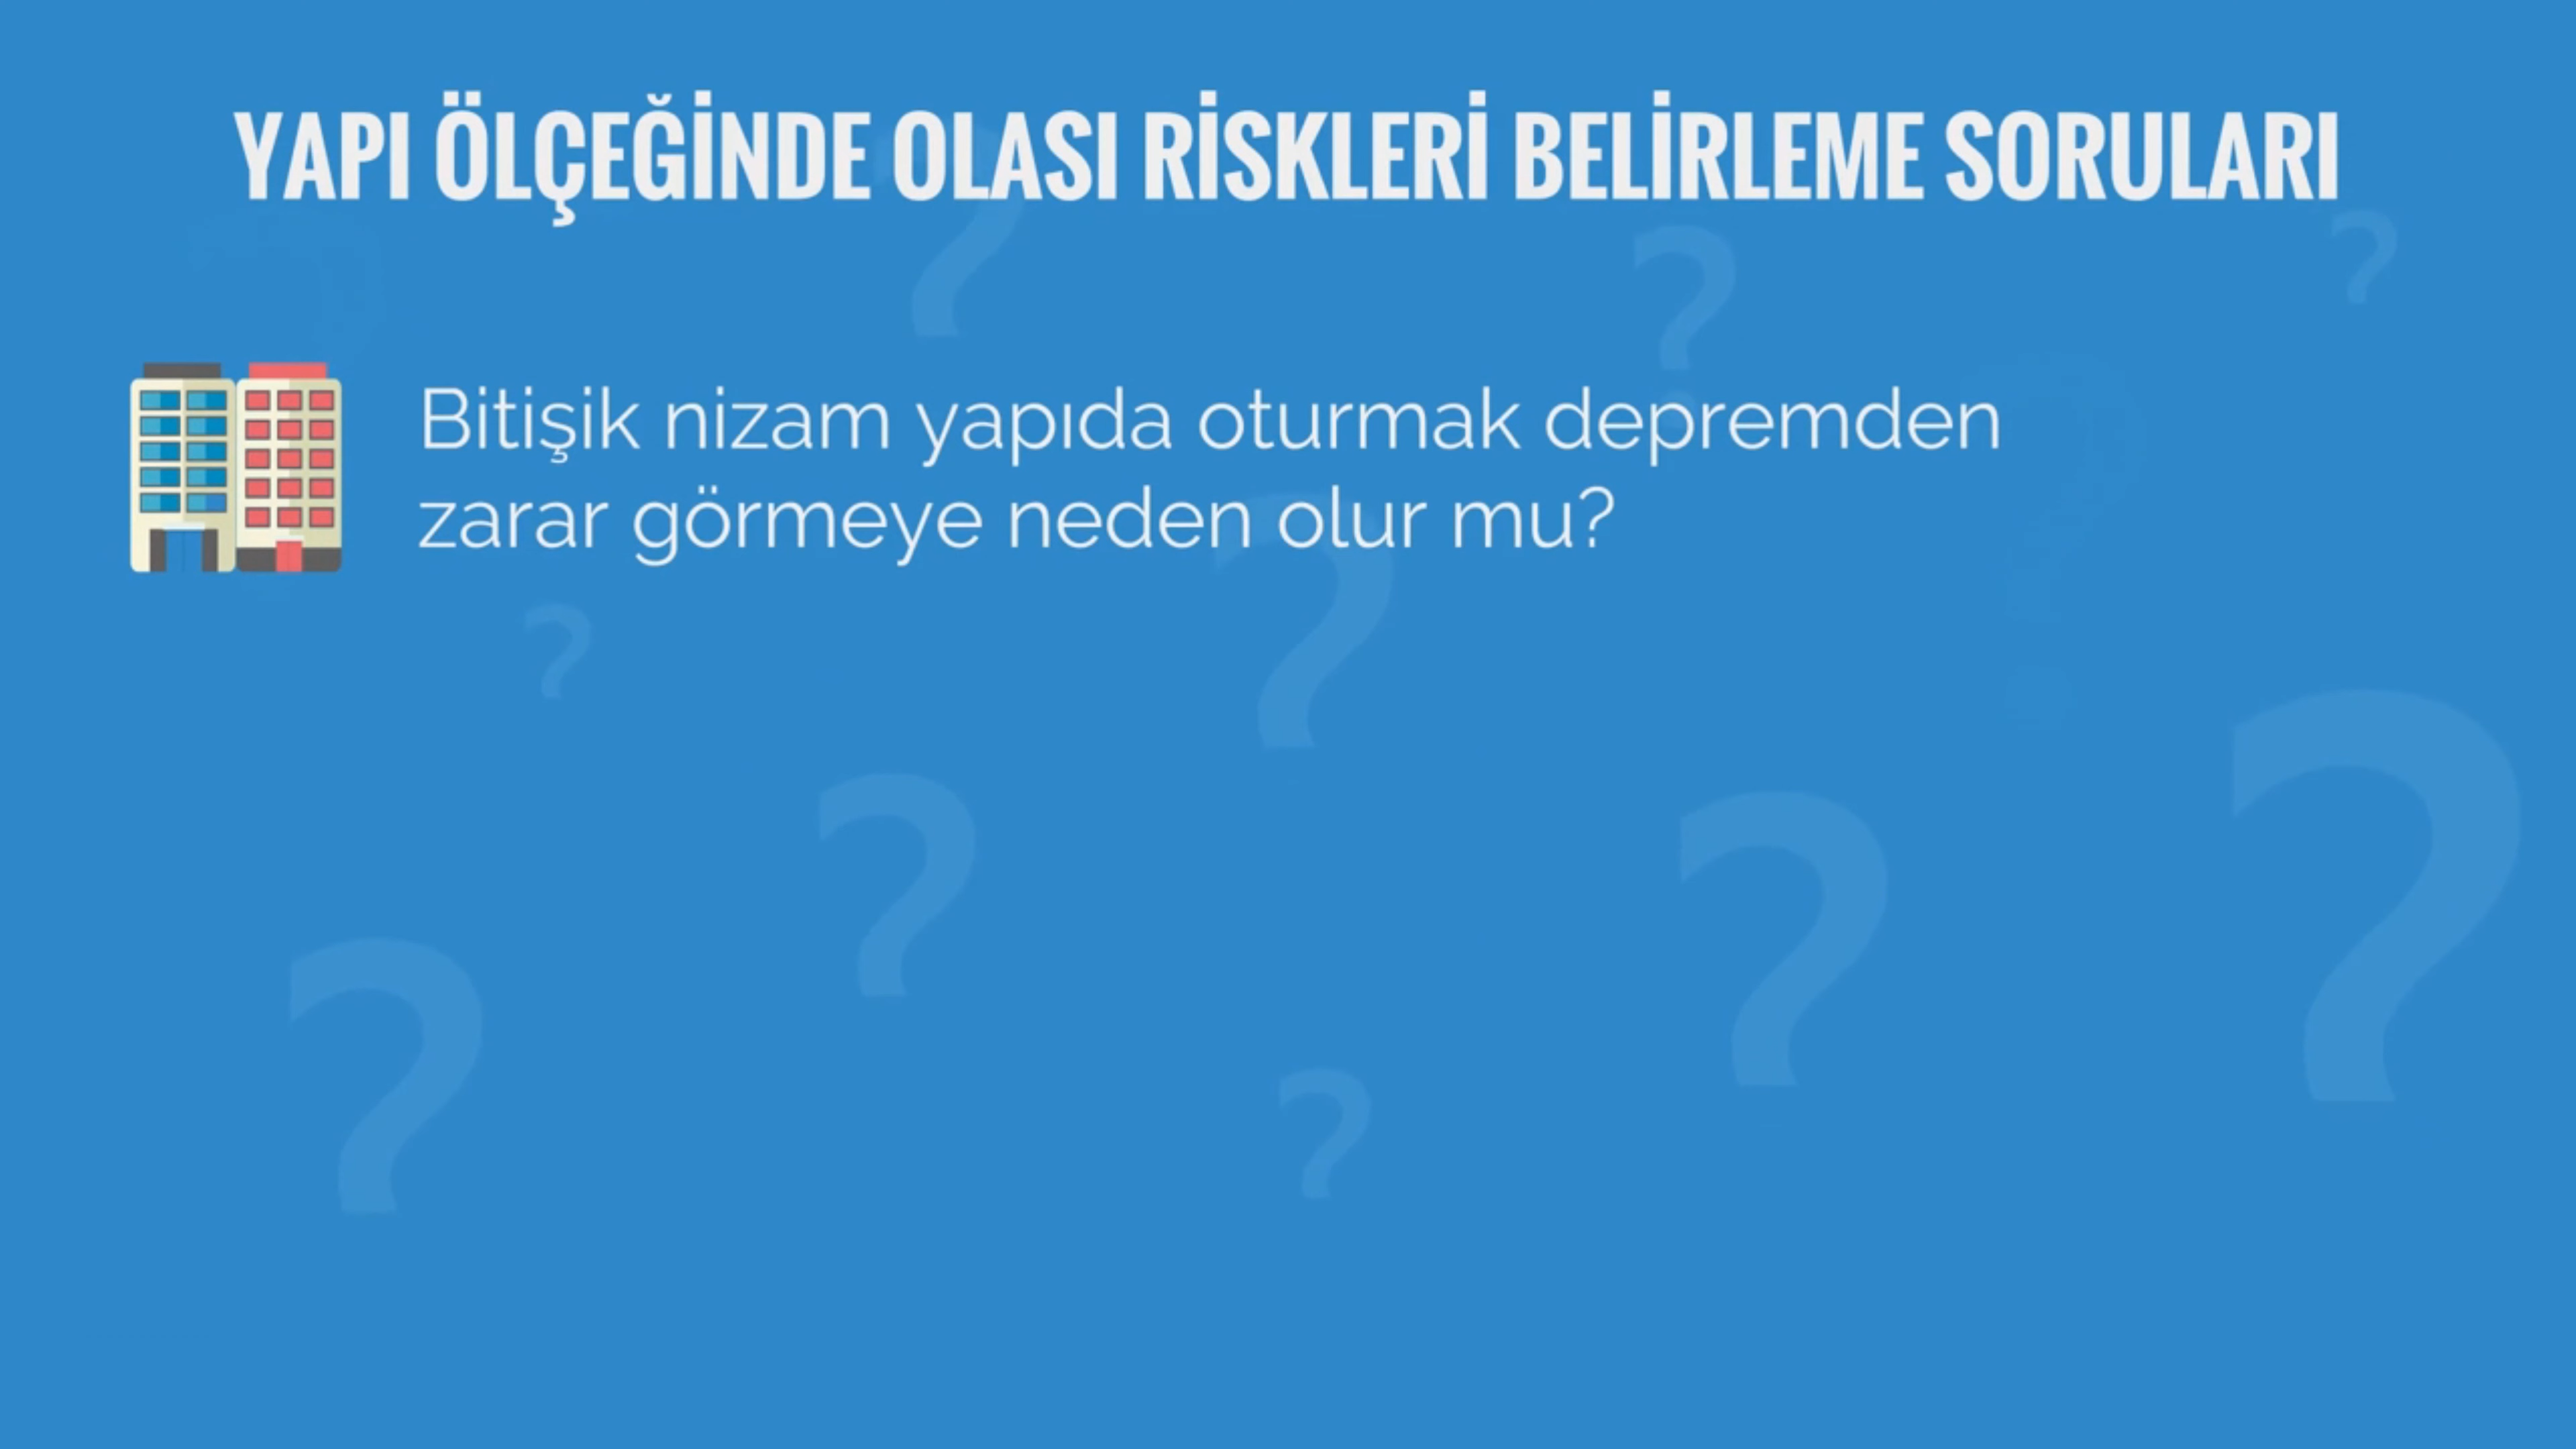 YAPI ÖLÇEĞİNDE OLASI RİSKLERİ BELİRLEME SORULARI
Bitişik nizam yapıda oturmak depremden
zarar görmeye neden olur mu?